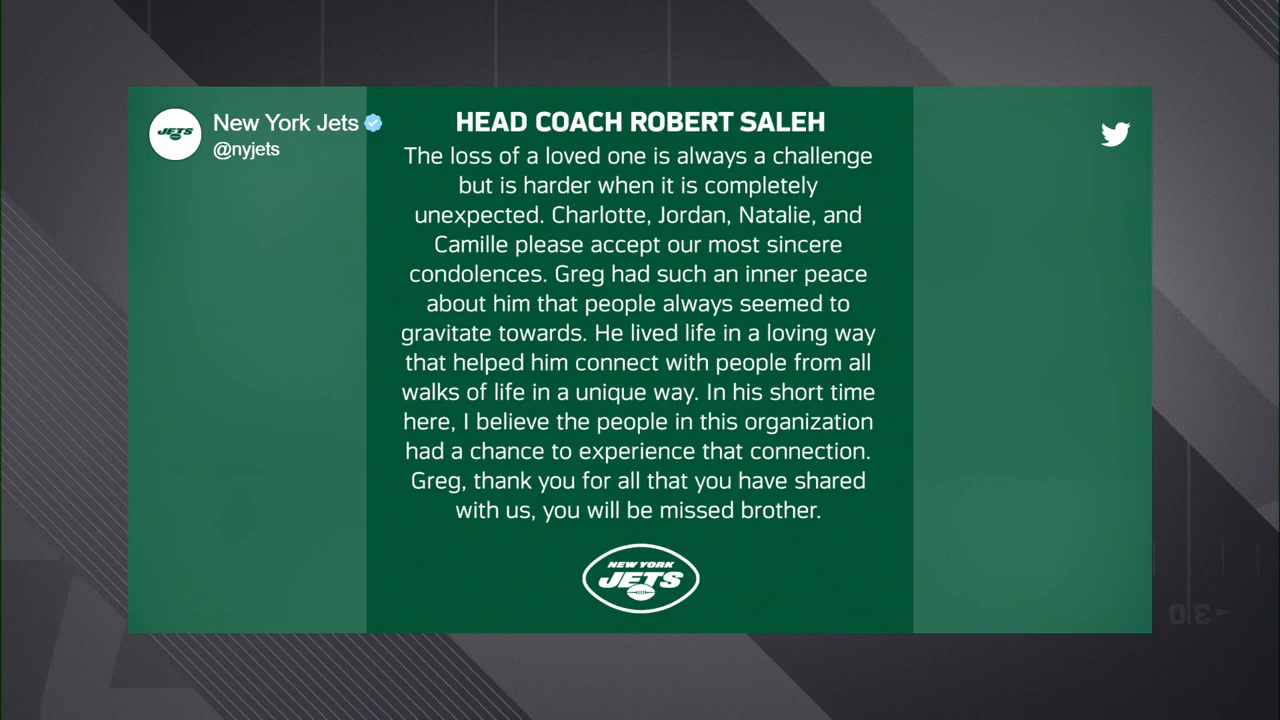 JETS
New York Jets
@nyjets
HEAD COACH ROBERT SALEH
The loss of a loved one is always a challenge
but is harder when it is completely
unexpected. Charlotte, Jordan, Natalie, and
Camille please accept our most sincere
condolences. Greg had such an inner peace
about him that people always seemed to
gravitate towards. He lived life in a loving way
that helped him connect with people from all
walks of life in a unique way. In his short time
here, I believe the people in this organization
had a chance to experience that connection.
Greg, thank you for all that you have shared
with us, you will be missed brother.
NEW YORK
JETS